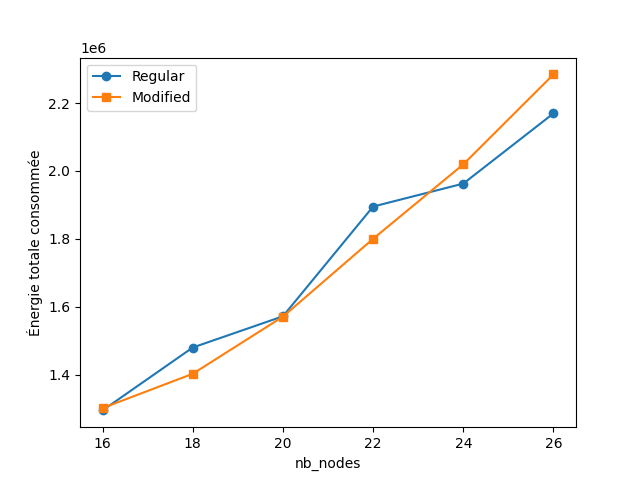 1e6
Regular
Modified
2.2
2.0
1.8
1.6
1.4
Énergie totale consommée
16 18 20 22 24 26
nb_nodes